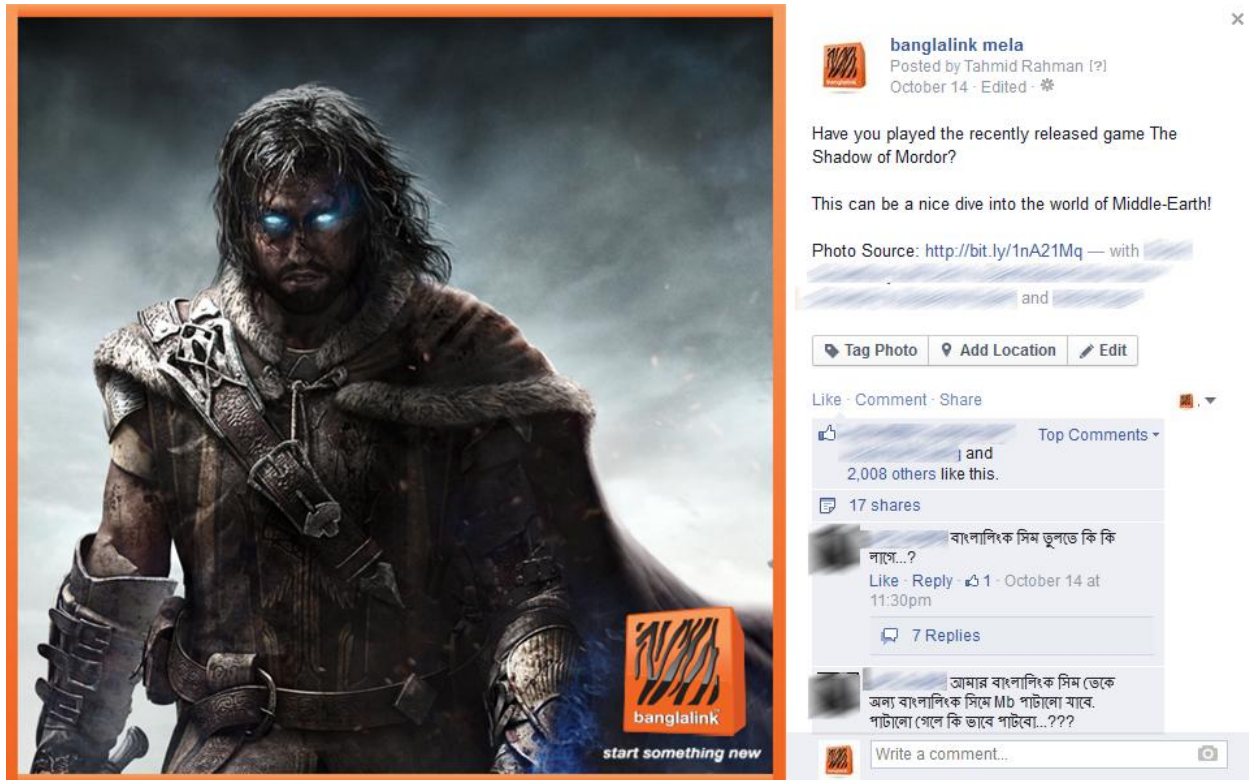 banglalink
start something new
banglalink mela
Posted by Tahmid Rahman [?]
October 14 · Edited ·
Have you played the recently released game The
Shadow of Mordor?
This can be a nice dive into the world of Middle-Earth!
Photo Source: http://bit.ly/1nA21Mq — with
and
Tag Photo
Add Location
Edit
Like · Comment · Share
Top Comments
and
2,008 others like this.
17 shares
বাংলালিংক সিম তুলতে কি কি
লাগে...?
Like · Reply · 1 · October 14 at
11:30pm
7 Replies
আমার বাংলালিংক সিম তেকে
অন্য বাংলালিংক সিমে Mb পাটানো যাবে.
পাটানো গেলে কি ভাবে পাটবো...???
Write a comment...